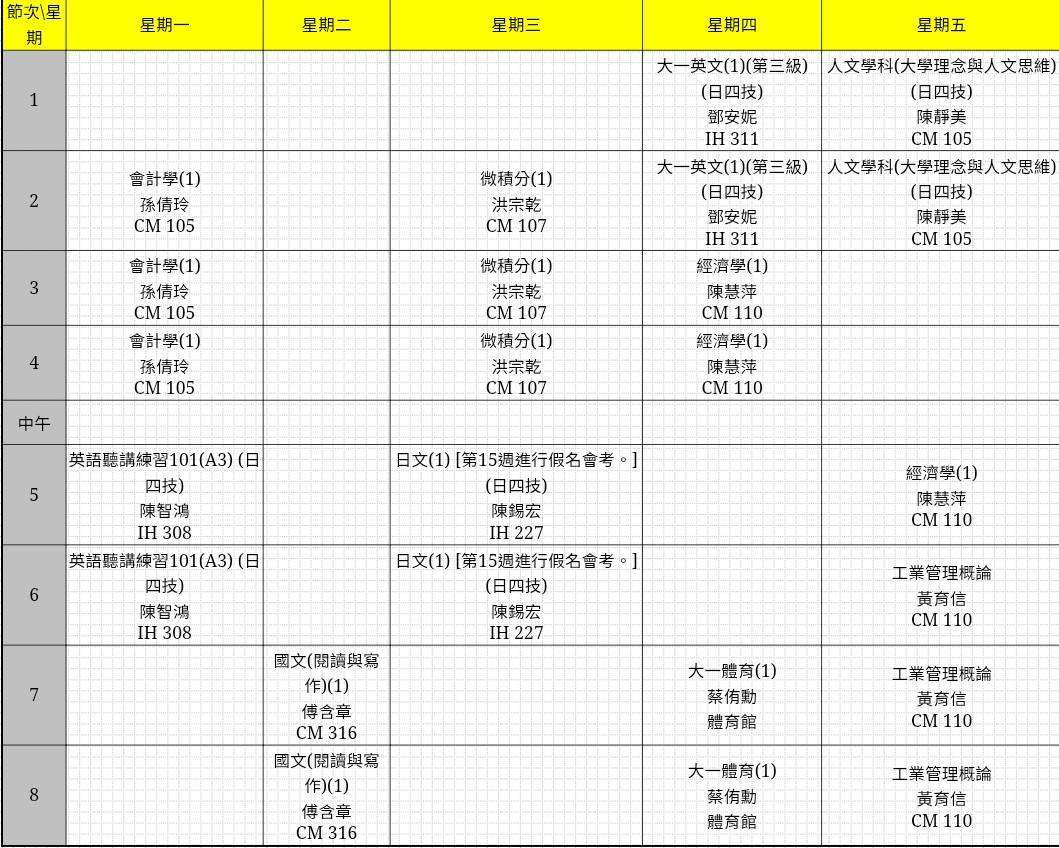 節次\星期 星期一 星期二 星期三 星期四 星期五
1
大一英文(1)(第三級)
(日四技)
鄧安妮
IH 311
人文學科(大學理念與人文思維)
(日四技)
陳靜美
CM 105
2
會計學(1)
孫倩玲
CM 105
微積分(1)
洪宗乾
CM 107
大一英文(1)(第三級)
(日四技)
鄧安妮
IH 311
人文學科(大學理念與人文思維)
(日四技)
陳靜美
CM 105
3
會計學(1)
孫倩玲
CM 105
微積分(1)
洪宗乾
CM 107
經濟學(1)
陳慧萍
CM 110
4
會計學(1)
孫倩玲
CM 105
微積分(1)
洪宗乾
CM 107
經濟學(1)
陳慧萍
CM 110
中午
5
英語聽講練習101(A3) (日
四技)
陳智鴻
IH 308
日文(1) [第15週進行假名會考。]
(日四技)
陳錫宏
IH 227
經濟學(1)
陳慧萍
CM 110
6
英語聽講練習101(A3) (日
四技)
陳智鴻
IH 308
日文(1) [第15週進行假名會考。]
(日四技)
陳錫宏
IH 227
工業管理概論
黃育信
CM 110
7
國文(閱讀與寫
作)(1)
傅含章
CM 316
大一體育(1)
蔡侑勳
體育館
工業管理概論
黃育信
CM 110
8
國文(閱讀與寫
作)(1)
傅含章
CM 316
大一體育(1)
蔡侑勳
體育館
工業管理概論
黃育信
CM 110